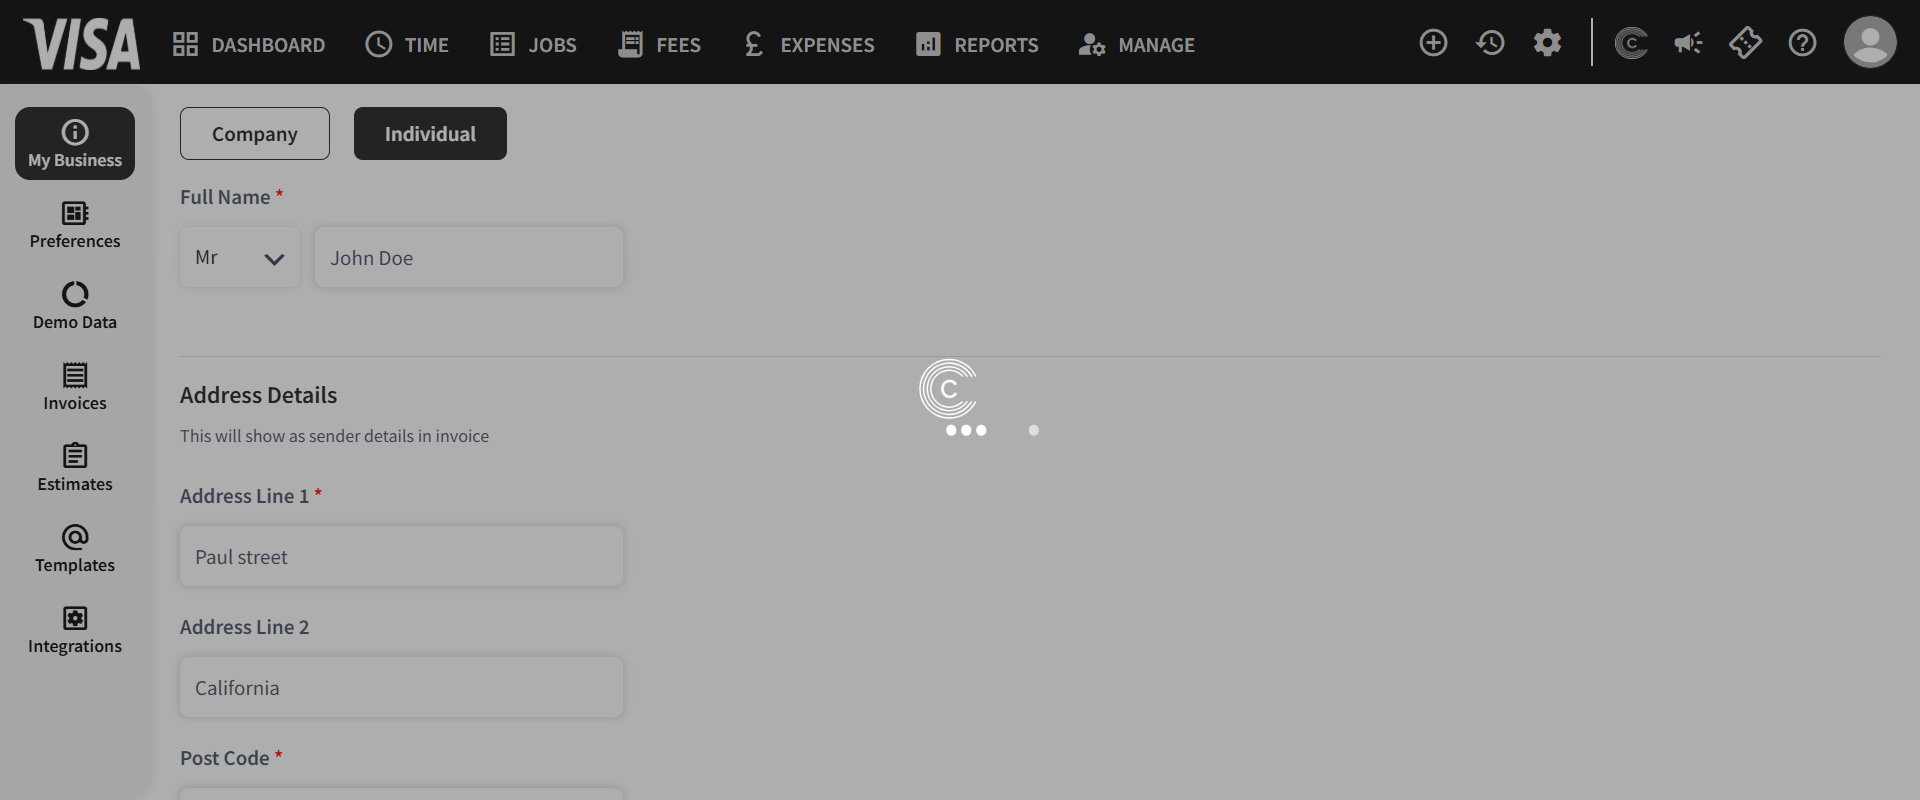 VISA
DASHBOARD
TIME
JOBS
FEES
£ EXPENSES
REPORTS
MANAGE
C
My Business
Preferences
Demo Data
Invoices
Estimates
Templates
Integrations
Company
Individual
Full Name *
Mr
John Doe
C
Address Details
This will show as sender details in invoice
Address Line 1 *
Paul street
Address Line 2
California
Post Code *